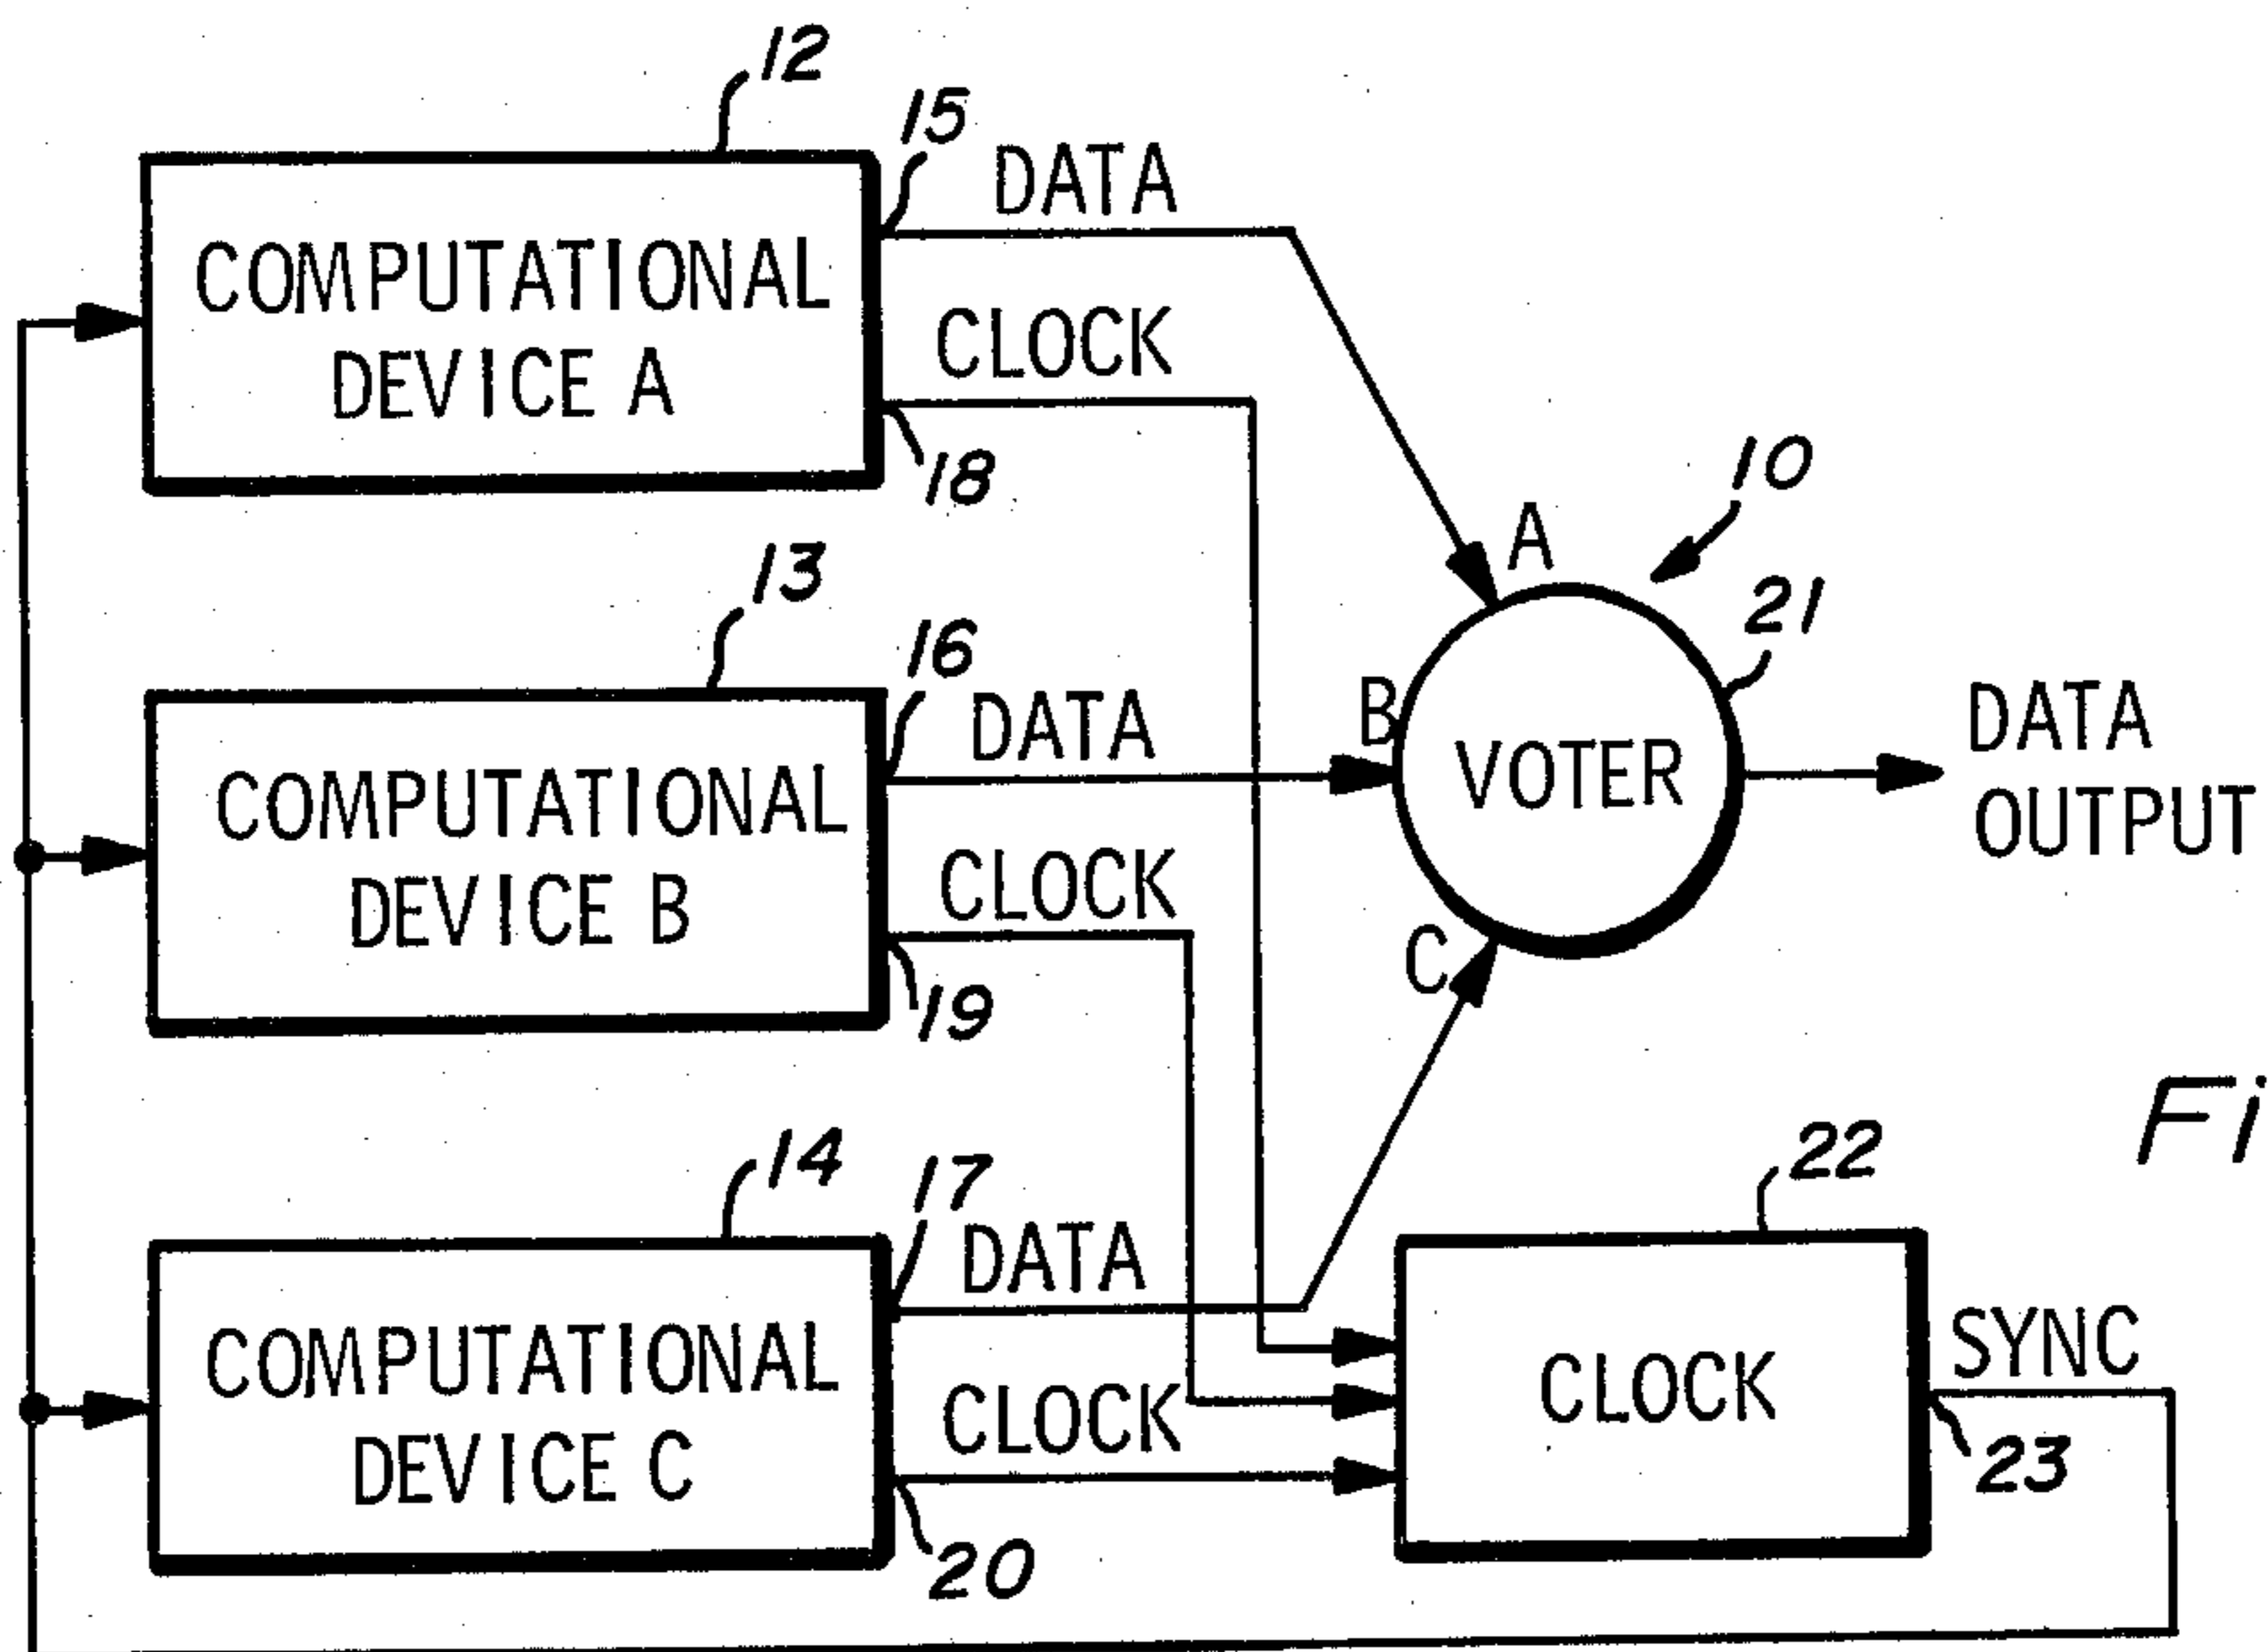 12
15
DATA
COMPUTATIONAL
DEVICE A
CLOCK
18
10
A
13
16
DATA
21
B
VOTER
DATA
OUTPUT
COMPUTATIONAL
DEVICE B
CLOCK
C
19
Fi
14
17
DATA
22
COMPUTATIONAL
DEVICE C
CLOCK
CLOCK
SYNC
23
20